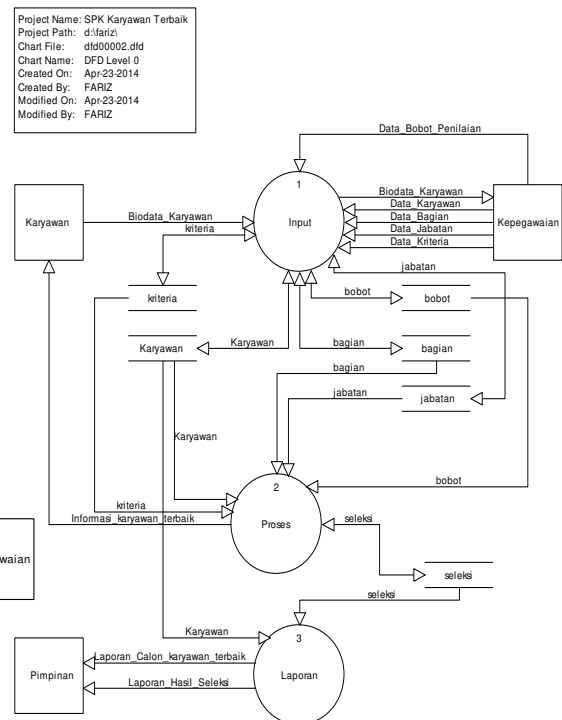 Project Name: SPK Karyawan Terbaik
Project Path: d:\fariz\
Chart File: dfd00002.dfd
Chart Name: DFD Level 0
Created On: Apr-23-2014
Created By: FARIZ
Modified On: Apr-23-2014
Modified By: FARIZ
Data_Bobot_Penilaian
1
Input
Karyawan
Biodata_Karyawan
kriteria
Biodata_Karyawan
Data_Karyawan
Data_Bagian
Data_Jabatan
Data_Kriteria
Kepegawaian
jabatan
kriteria
bobot
bobot
Karyawan
Karyawan
bagian
bagian
bagian
jabatan
jabatan
Karyawan
2
Proses
bobot
kriteria
Informasi_karyawan_terbaik
seleksi
waian
seleksi
seleksi
Karyawan
3
Laporan
Pimpinan
Laporan_Calon_karyawan_terbaik
Laporan_Hasil_Seleksi